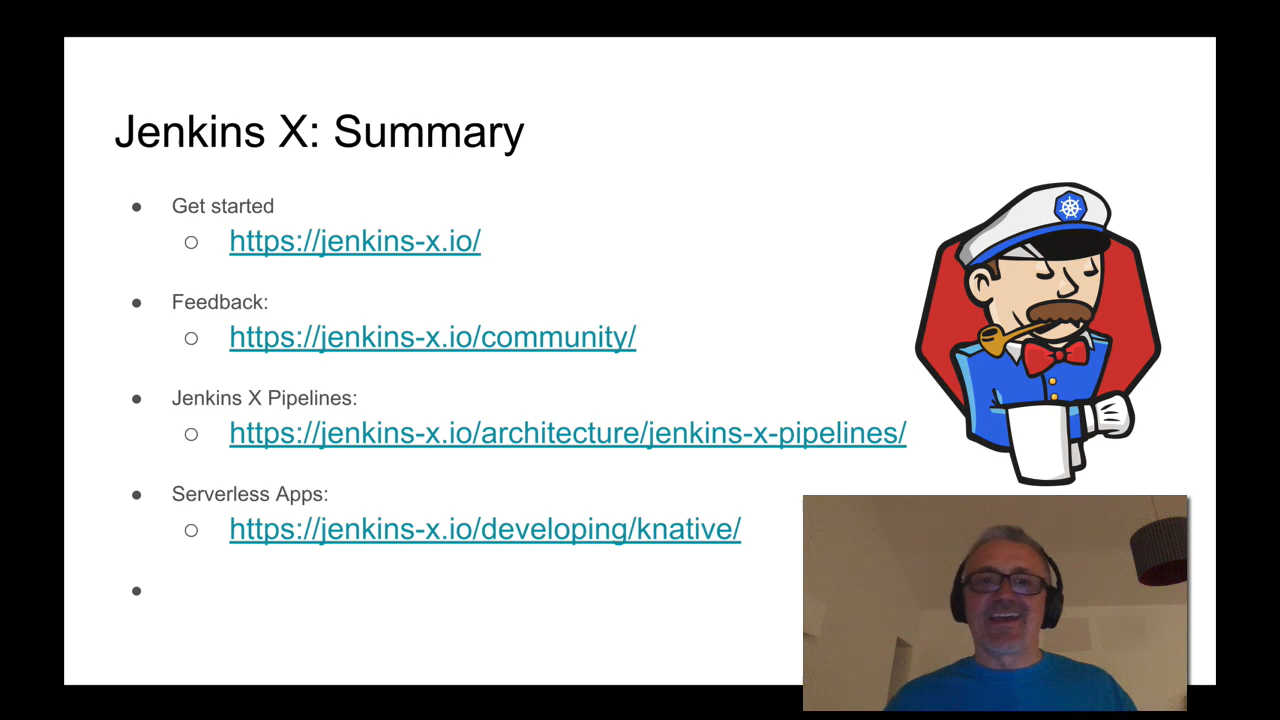 Jenkins X: Summary
● Get started
○ https://jenkins-x.io/
● Feedback:
○ https://jenkins-x.io/community/
● Jenkins X Pipelines:
○ https://jenkins-x.io/architecture/jenkins-x-pipelines/
● Serverless Apps:
○ https://jenkins-x.io/developing/knative/
●